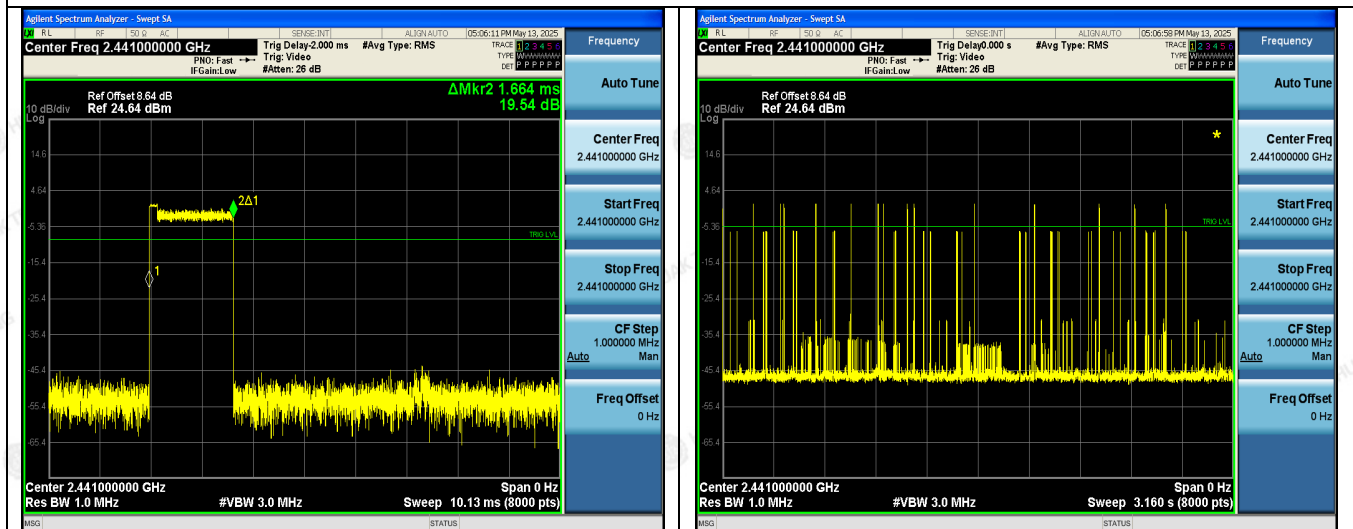 Agilent Spectrum Analyzer - Swept SA
LXI RL RF 50 Ω AC SENSE:INT ALIGN AUTO 05:06:11 PM May 13, 2025
Center Freq 2.441000000 GHz
Trig Delay-2.000 ms #Avg Type: RMS
TRACE 1 2 3 4 5 6
PNO: Fast Trig: Video
TYPE WWWWWW
IFGain:Low #Atten: 26 dB
DET P P P P P P
ΔMkr2 1.664 ms
19.54 dB
Ref Offset 8.64 dB
10 dB/div Ref 24.64 dBm
Log
14.6
4.64
-5.36
-15.4
-25.4
-35.4
-45.4
-55.4
-65.4
2Δ1
1
TRIG LVL
Center 2.441000000 GHz Span 0 Hz
Res BW 1.0 MHz #VBW 3.0 MHz Sweep 10.13 ms (8000 pts)
MSG STATUS
Frequency
Auto Tune
Center Freq
2.441000000 GHz
Start Freq
2.441000000 GHz
Stop Freq
2.441000000 GHz
CF Step
1.000000 MHz
Auto Man
Freq Offset
0 Hz
Agilent Spectrum Analyzer - Swept SA
LXI RL RF 50 Ω AC SENSE:INT ALIGN AUTO 05:06:58 PM May 13, 2025
Center Freq 2.441000000 GHz
Trig Delay0.000 s #Avg Type: RMS
TRACE 1 2 3 4 5 6
PNO: Fast Trig: Video
TYPE WWWWWW
IFGain:Low #Atten: 26 dB
DET P P P P P P
Ref Offset 8.64 dB
10 dB/div Ref 24.64 dBm
Log
*
14.6
4.64
-5.36
-15.4
-25.4
-35.4
-45.4
-55.4
-65.4
TRIG LVL
Center 2.441000000 GHz Span 0 Hz
Res BW 1.0 MHz #VBW 3.0 MHz Sweep 3.160 s (8000 pts)
MSG STATUS
Frequency
Auto Tune
Center Freq
2.441000000 GHz
Start Freq
2.441000000 GHz
Stop Freq
2.441000000 GHz
CF Step
1.000000 MHz
Auto Man
Freq Offset
0 Hz